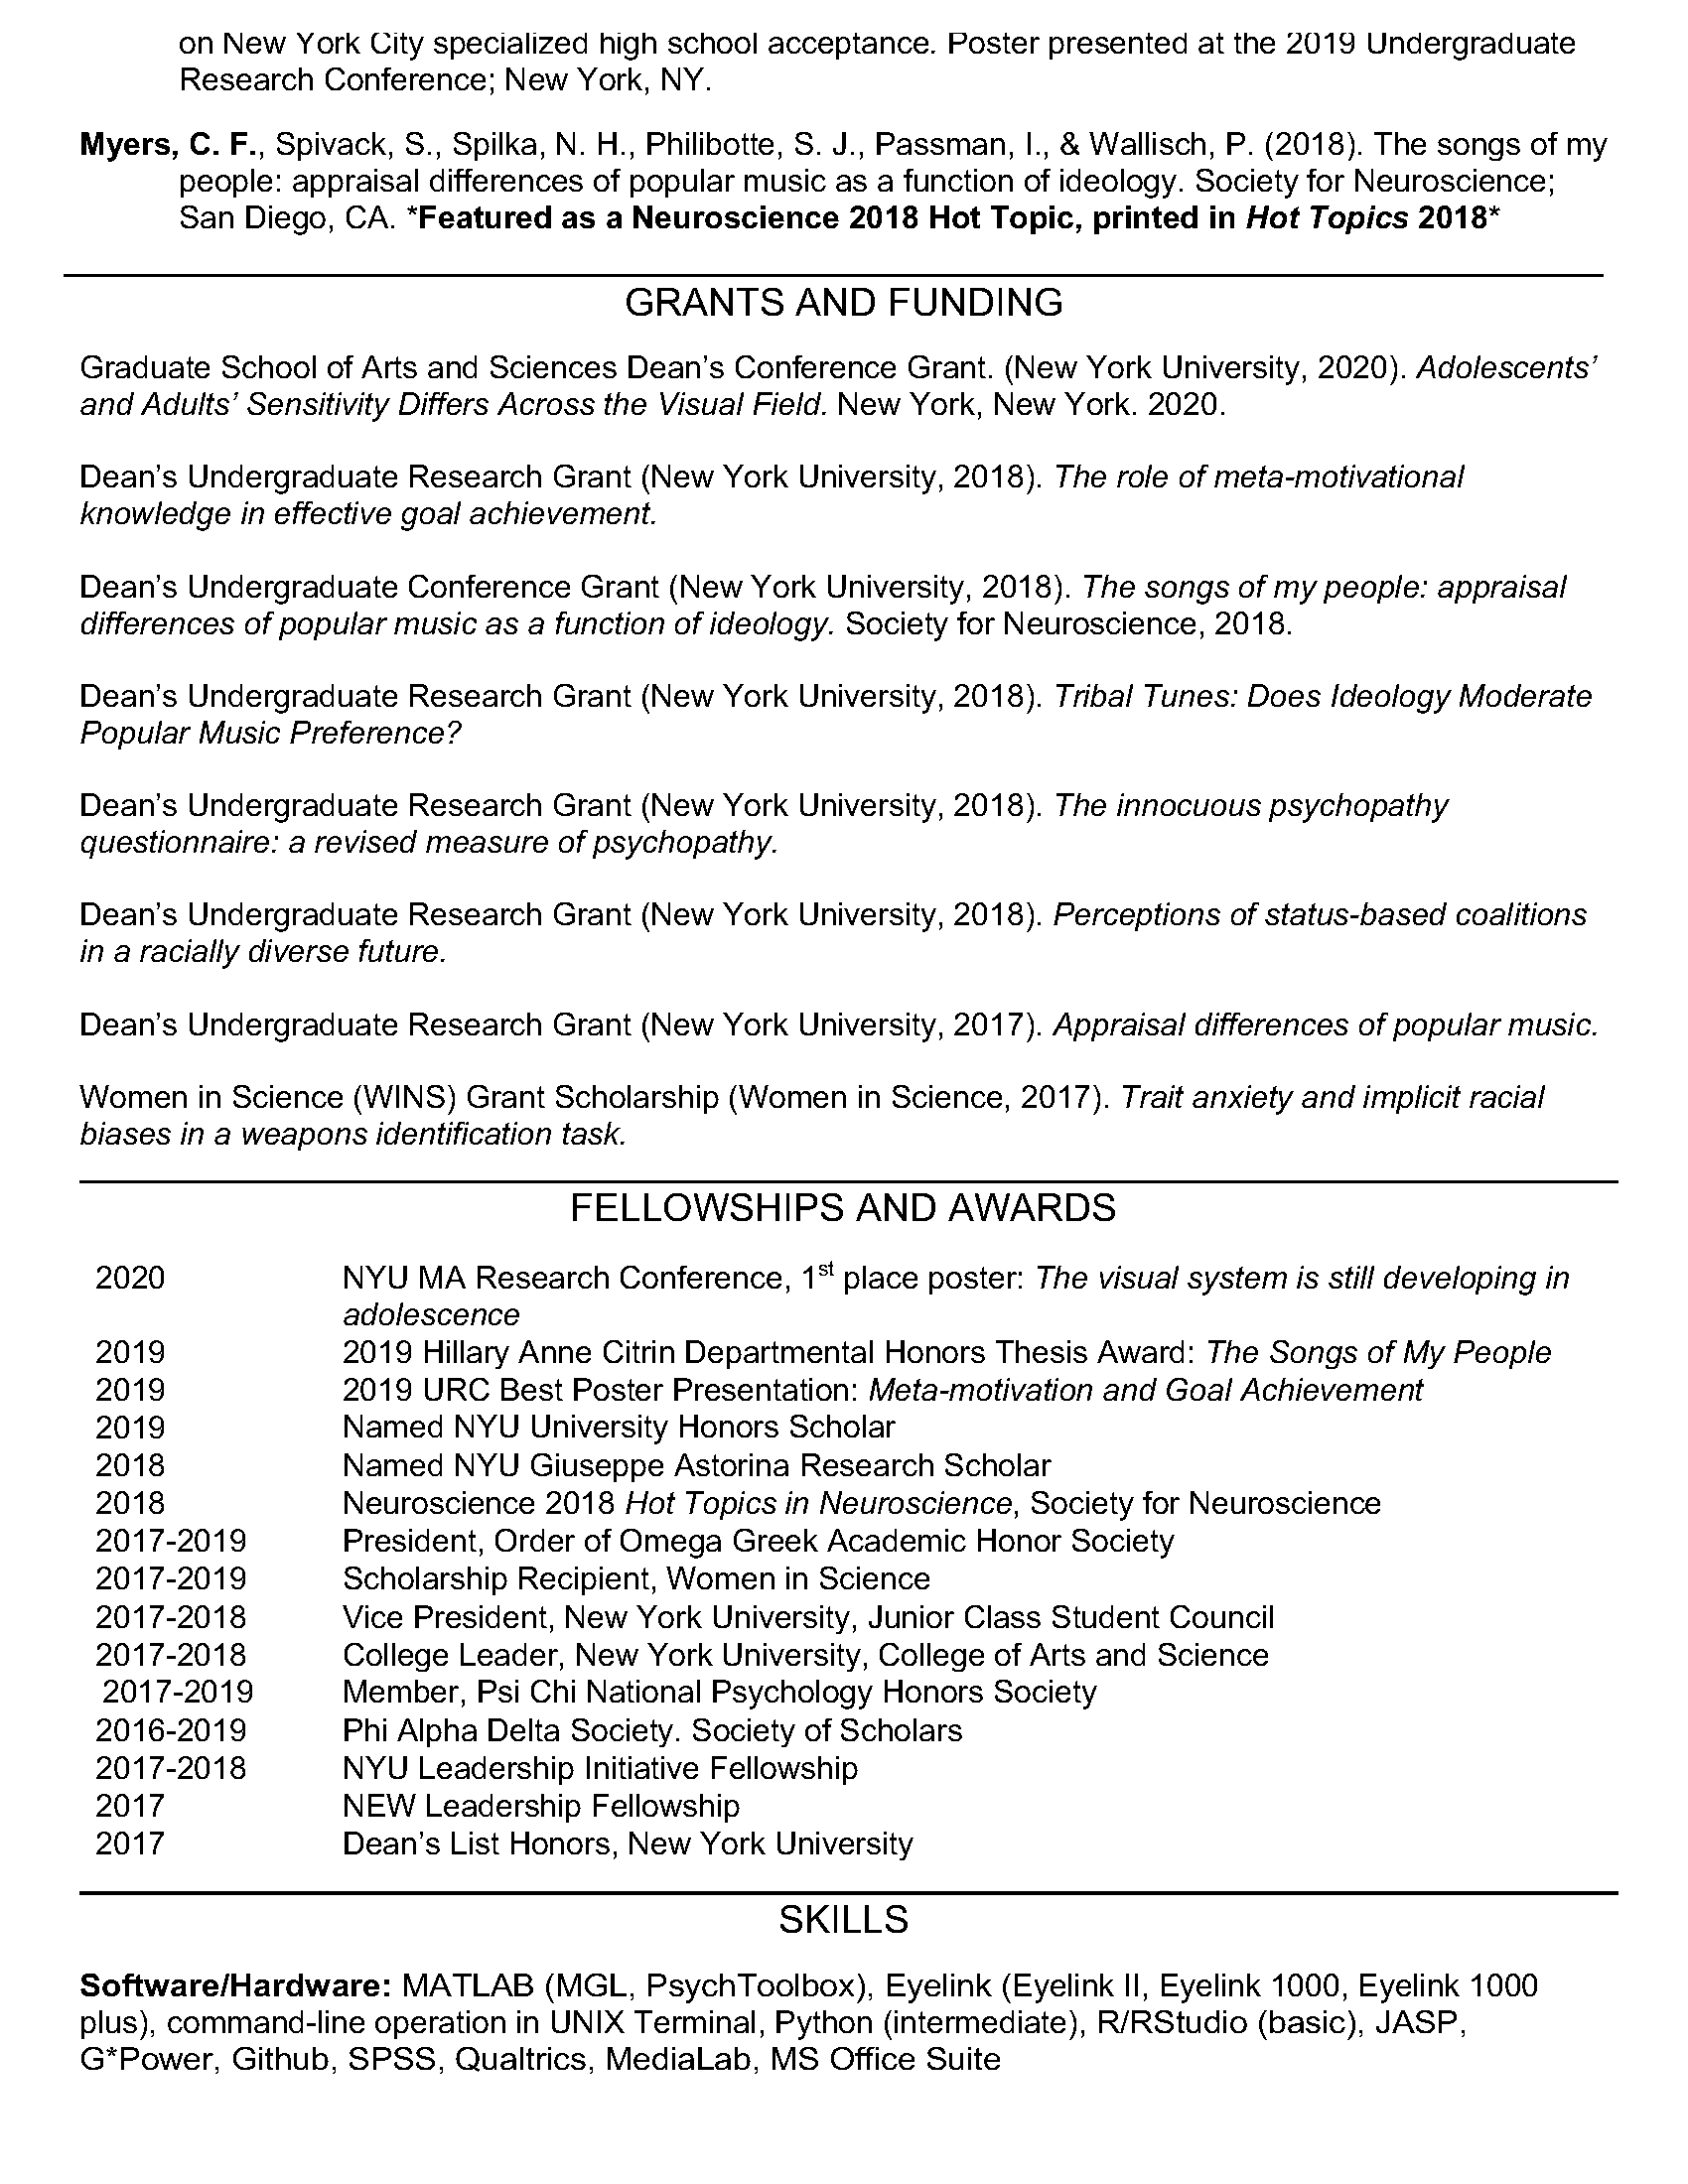 on New York City specialized high school acceptance. Poster presented at the 2019 Undergraduate
Research Conference; New York, NY.
Myers, C. F., Spivack, S., Spilka, N. H., Philibotte, S. J., Passman, I., & Wallisch, P. (2018). The songs of my
people: appraisal differences of popular music as a function of ideology. Society for Neuroscience;
San Diego, CA. *Featured as a Neuroscience 2018 Hot Topic, printed in Hot Topics 2018*
GRANTS AND FUNDING
Graduate School of Arts and Sciences Dean’s Conference Grant. (New York University, 2020). Adolescents’
and Adults’ Sensitivity Differs Across the Visual Field. New York, New York. 2020.
Dean’s Undergraduate Research Grant (New York University, 2018). The role of meta-motivational
knowledge in effective goal achievement.
Dean’s Undergraduate Conference Grant (New York University, 2018). The songs of my people: appraisal
differences of popular music as a function of ideology. Society for Neuroscience, 2018.
Dean’s Undergraduate Research Grant (New York University, 2018). Tribal Tunes: Does Ideology Moderate
Popular Music Preference?
Dean’s Undergraduate Research Grant (New York University, 2018). The innocuous psychopathy
questionnaire: a revised measure of psychopathy.
Dean’s Undergraduate Research Grant (New York University, 2018). Perceptions of status-based coalitions
in a racially diverse future.
Dean’s Undergraduate Research Grant (New York University, 2017). Appraisal differences of popular music.
Women in Science (WINS) Grant Scholarship (Women in Science, 2017). Trait anxiety and implicit racial
biases in a weapons identification task.
FELLOWSHIPS AND AWARDS
2020 NYU MA Research Conference, 1st place poster: The visual system is still developing in
adolescence
2019 2019 Hillary Anne Citrin Departmental Honors Thesis Award: The Songs of My People
2019 2019 URC Best Poster Presentation: Meta-motivation and Goal Achievement
2019 Named NYU University Honors Scholar
2018 Named NYU Giuseppe Astorina Research Scholar
2018 Neuroscience 2018 Hot Topics in Neuroscience, Society for Neuroscience
2017-2019 President, Order of Omega Greek Academic Honor Society
2017-2019 Scholarship Recipient, Women in Science
2017-2018 Vice President, New York University, Junior Class Student Council
2017-2018 College Leader, New York University, College of Arts and Science
2017-2019 Member, Psi Chi National Psychology Honors Society
2016-2019 Phi Alpha Delta Society. Society of Scholars
2017-2018 NYU Leadership Initiative Fellowship
2017 NEW Leadership Fellowship
2017 Dean’s List Honors, New York University
SKILLS
Software/Hardware: MATLAB (MGL, PsychToolbox), Eyelink (Eyelink II, Eyelink 1000, Eyelink 1000
plus), command-line operation in UNIX Terminal, Python (intermediate), R/RStudio (basic), JASP,
G*Power, Github, SPSS, Qualtrics, MediaLab, MS Office Suite